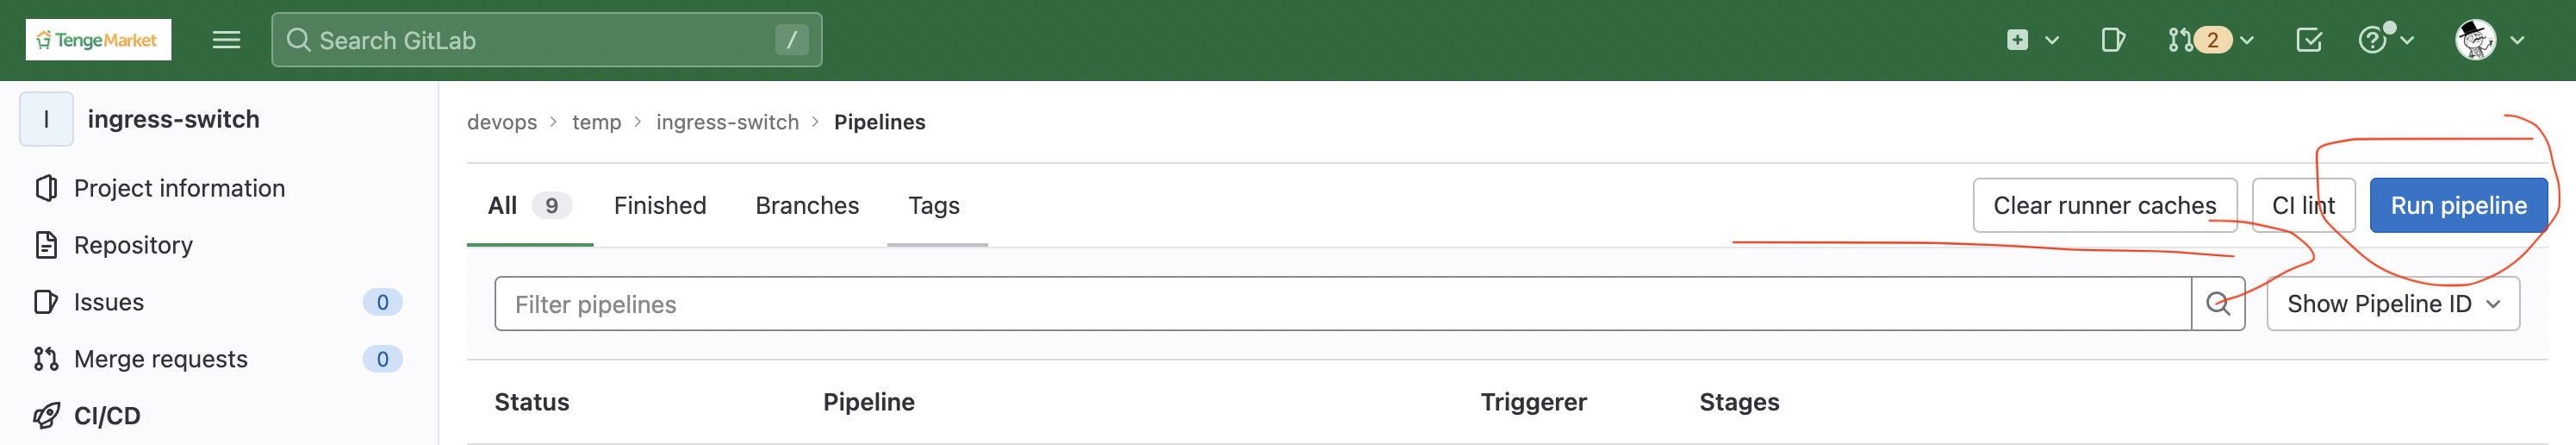 TengeMarket
Search GitLab /
2
I ingress-switch
Project information
Repository
Issues 0
Merge requests 0
CI/CD
devops > temp > ingress-switch > Pipelines
All 9 Finished Branches Tags Clear runner caches CI lint Run pipeline
Filter pipelines Show Pipeline ID
Status Pipeline Triggerer Stages